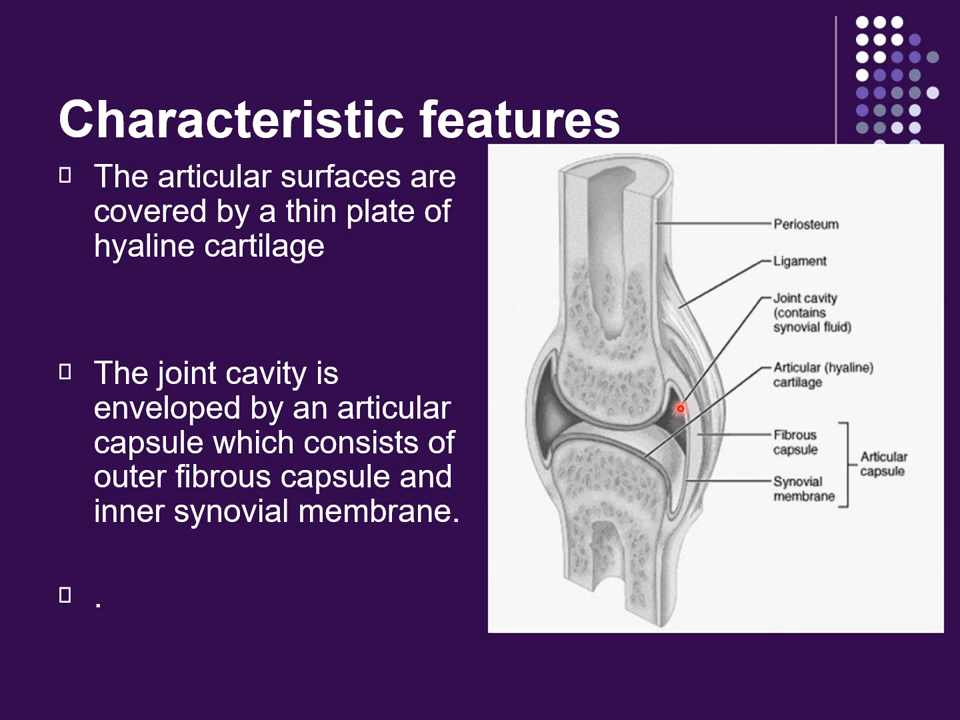 Characteristic features
The articular surfaces are
covered by a thin plate of
hyaline cartilage
The joint cavity is
enveloped by an articular
capsule which consists of
outer fibrous capsule and
inner synovial membrane.
.
Periosteum
Ligament
Joint cavity
(contains
synovial fluid)
Articular (hyaline)
cartilage
Fibrous
capsule
Synovial
membrane
Articular
capsule